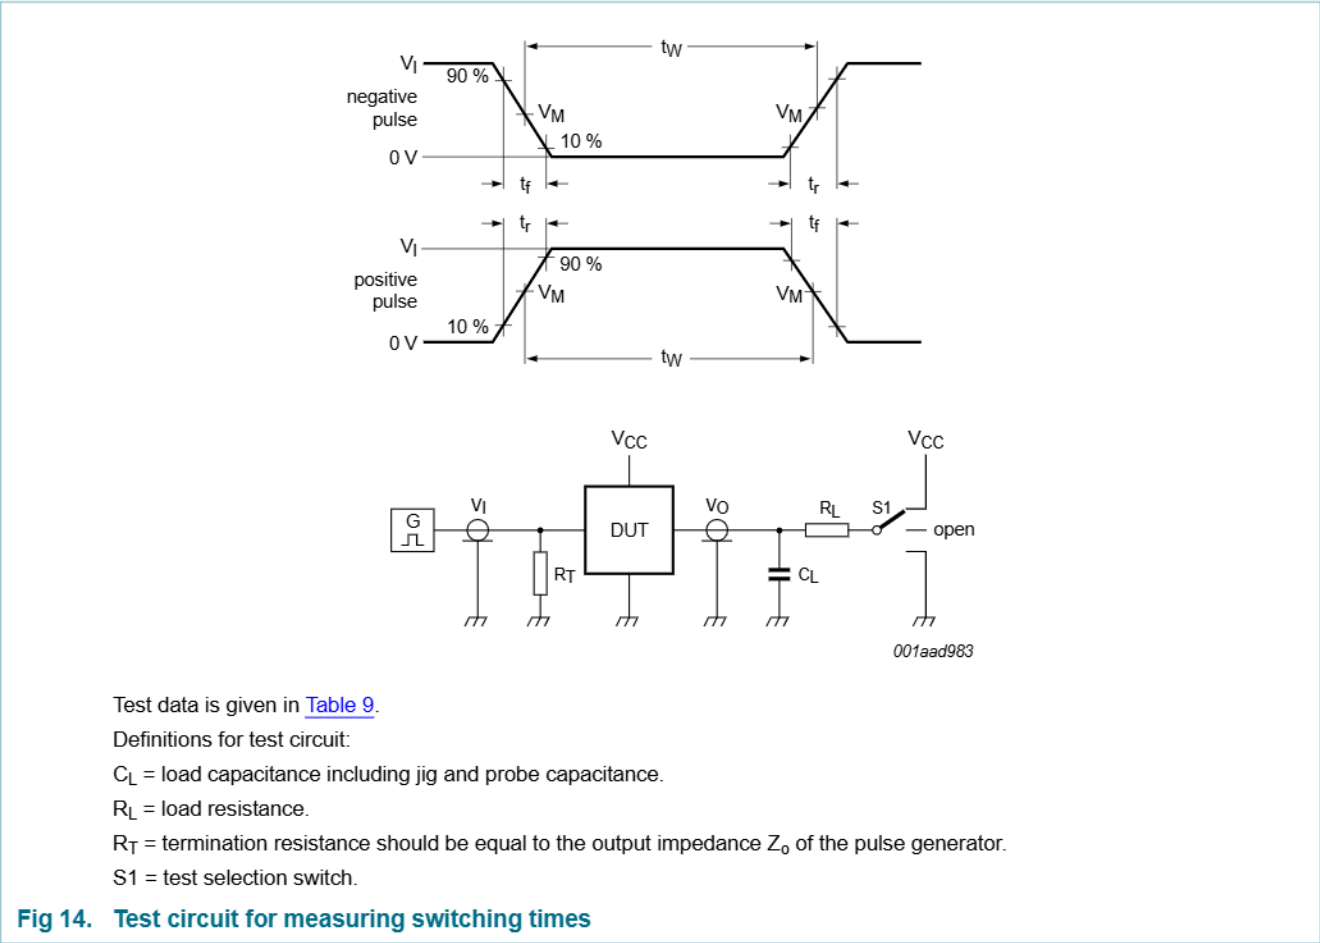 tW
VI
90 %
negative
pulse
VM
VM
10 %
0 V
tf
tr
tr
tf
VI
90 %
positive
pulse
VM
VM
10 %
0 V
tW
VCC
VCC
VI
VO
RL
S1
G
DUT
open
RT
CL
001aad983
Test data is given in Table 9.
Definitions for test circuit:
CL = load capacitance including jig and probe capacitance.
RL = load resistance.
RT = termination resistance should be equal to the output impedance Zo of the pulse generator.
S1 = test selection switch.
Fig 14. Test circuit for measuring switching times